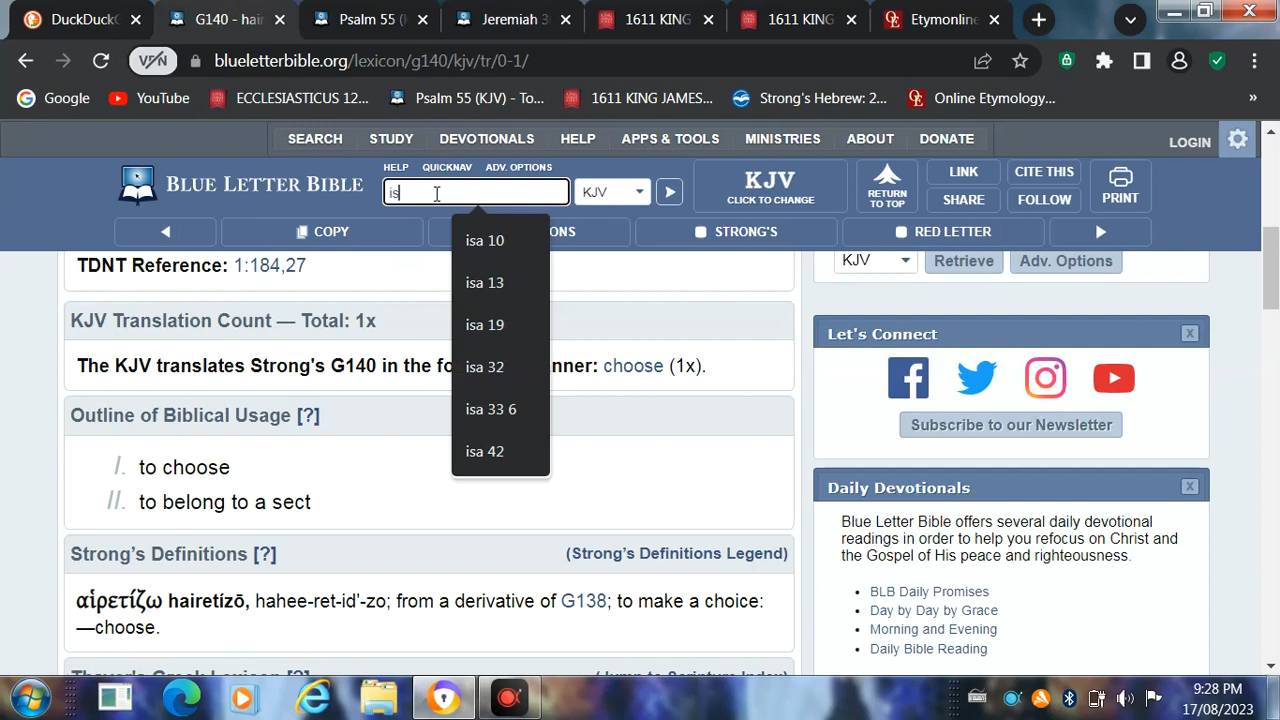 DuckDuckG
G140 - hair
Psalm 55 (
Jeremiah 3
1611 KING
1611 KING
Etymonline
VPN
blueletterbible.org/lexicon/g140/kjv/tr/0-1/
Google
YouTube
ECCLESIASTICUS 12...
Psalm 55 (KJV) - To...
1611 KING JAMES...
Strong's Hebrew: 2...
Online Etymology...
»
SEARCH STUDY DEVOTIONALS HELP APPS & TOOLS MINISTRIES ABOUT DONATE
LOGIN
HELP QUICKNAV ADV. OPTIONS
BLUE LETTER BIBLE
is
KJV
KJV
CLICK TO CHANGE
RETURN
TO TOP
LINK
CITE THIS
SHARE
FOLLOW
PRINT
COPY
ONS
STRONG'S
RED LETTER
isa 10
isa 13
isa 19
isa 32
isa 33 6
isa 42
TDNT Reference: 1:184,27
KJV Translation Count — Total: 1x
The KJV translates Strong's G140 in the fo nner: choose (1x).
Outline of Biblical Usage [?]
I. to choose
II. to belong to a sect
Strong's Definitions [?]
(Strong's Definitions Legend)
αἱρετίζω hairetízō, hahee-ret-id'-zo; from a derivative of G138; to make a choice:
—choose.
Thayer's Greek Lexicon [?]
(Jump to Scripture Index)
KJV
Retrieve
Adv. Options
Let's Connect
X
Subscribe to our Newsletter
Daily Devotionals
X
Blue Letter Bible offers several daily devotional
readings in order to help you refocus on Christ and
the Gospel of His peace and righteousness.
BLB Daily Promises
Day by Day by Grace
Morning and Evening
Daily Bible Reading
9:28 PM
17/08/2023